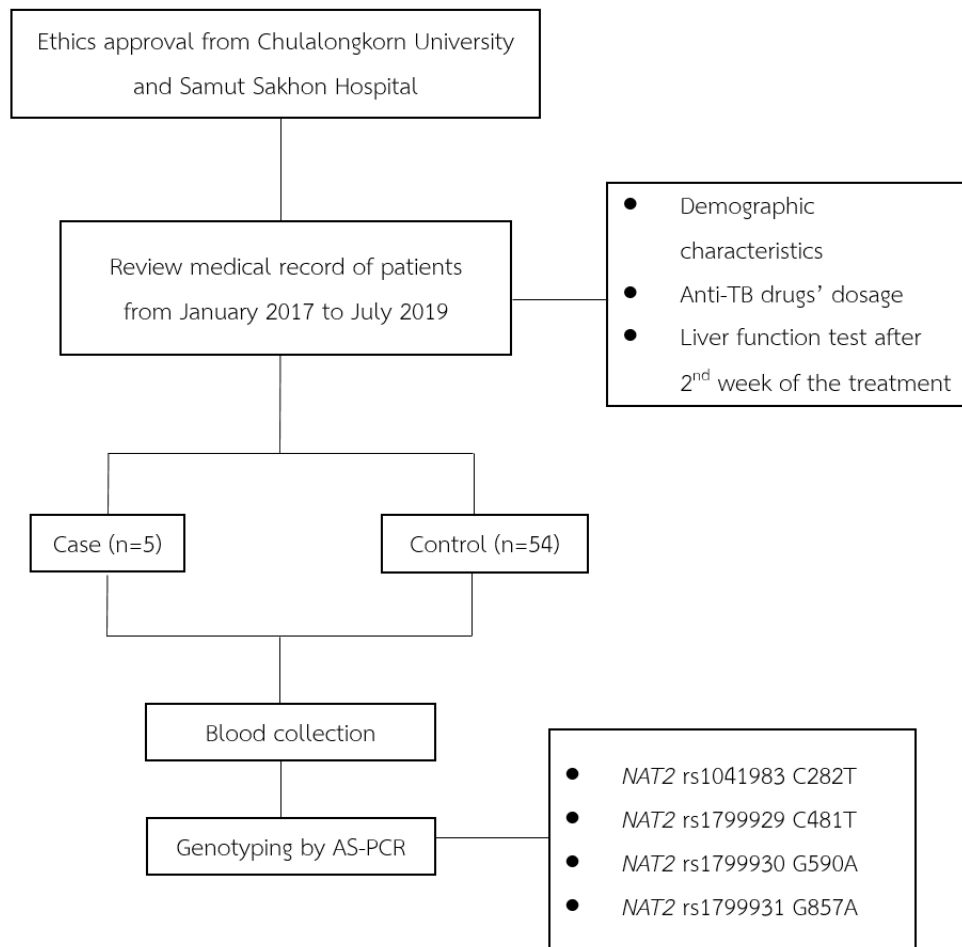 Ethics approval from Chulalongkorn University
and Samut Sakhon Hospital
Review medical record of patients
from January 2017 to July 2019
● Demographic
characteristics
● Anti-TB drugs’ dosage
● Liver function test after
2nd week of the treatment
Case (n=5)
Control (n=54)
Blood collection
Genotyping by AS-PCR
● NAT2 rs1041983 C282T
● NAT2 rs1799929 C481T
● NAT2 rs1799930 G590A
● NAT2 rs1799931 G857A